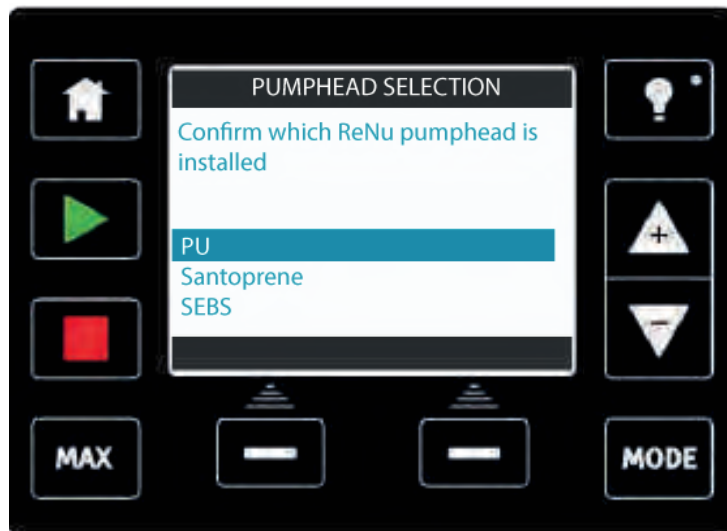 PUMPHEAD SELECTION
Confirm which ReNu pumphead is
installed
PU
Santoprene
SEBS
+
-
MAX
MODE